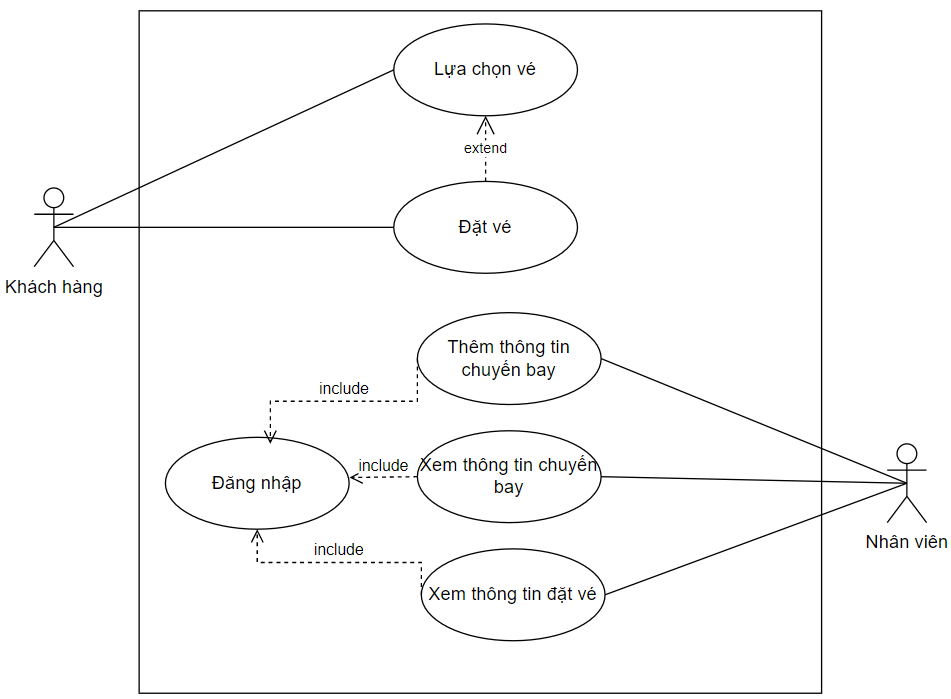 Lựa chọn vé
extend
Đặt vé
Khách hàng
Thêm thông tin
chuyến bay
include
Xem thông tin chuyến
bay
include
Đăng nhập
Nhân viên
include
Xem thông tin đặt vé